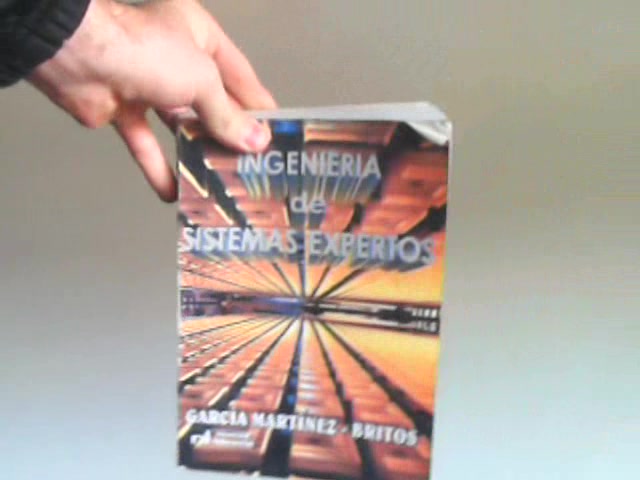 INGENIERIA
de
SISTEMAS EXPERTOS
GARCIA MARTINEZ - BRITOS